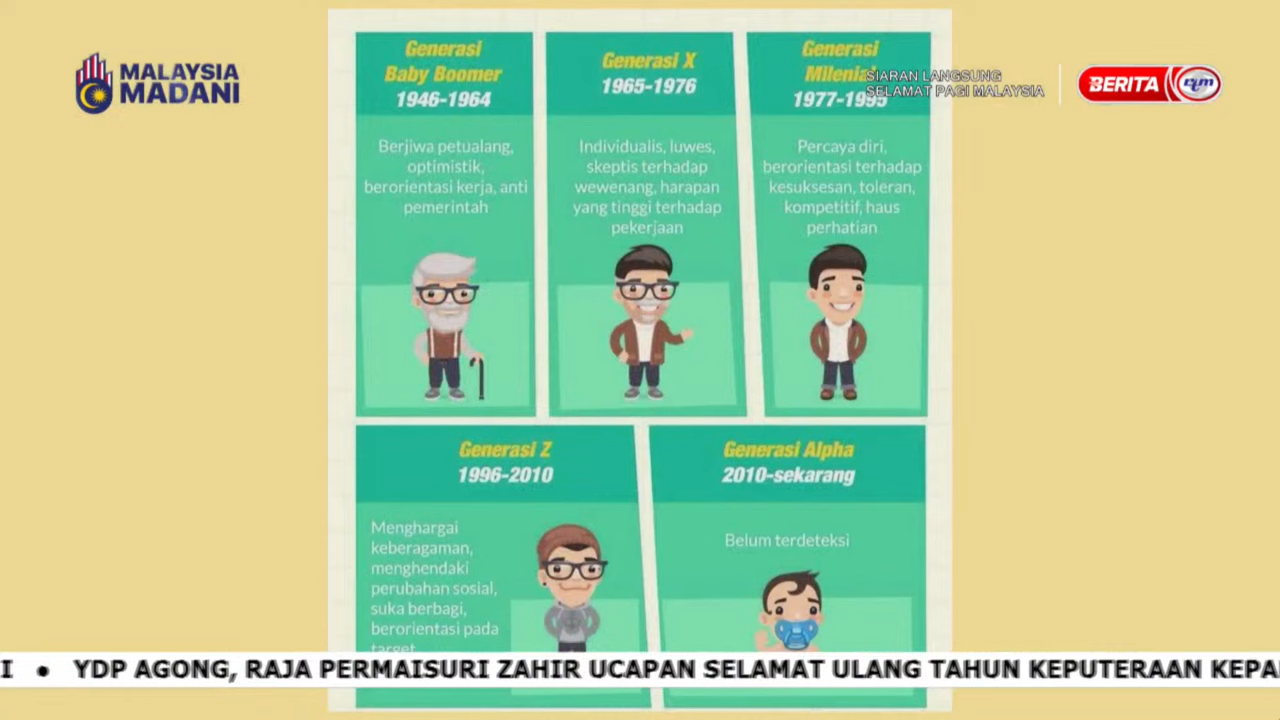 MALAYSIA
MADANI
SIARAN LANGSUNG
SELAMAT PAGI MALAYSIA
BERITA rtm
Generasi
Baby Boomer
1946-1964
Berjiwa petualang,
optimistik,
berorientasi kerja, anti
pemerintah
Generasi X
1965-1976
Individualis, luwes,
skeptis terhadap
wewenang, harapan
yang tinggi terhadap
pekerjaan
Generasi
Milenial
1977-1995
Percaya diri,
berorientasi terhadap
kesuksesan, toleran,
kompetitif, haus
perhatian
Generasi Z
1996-2010
Menghargai
keberagaman,
menghendaki
perubahan sosial,
suka berbagi,
berorientasi pada
target
Generasi Alpha
2010-sekarang
Belum terdeteksi
I • YDP AGONG, RAJA PERMAISURI ZAHIR UCAPAN SELAMAT ULANG TAHUN KEPUTERAAN KEPA